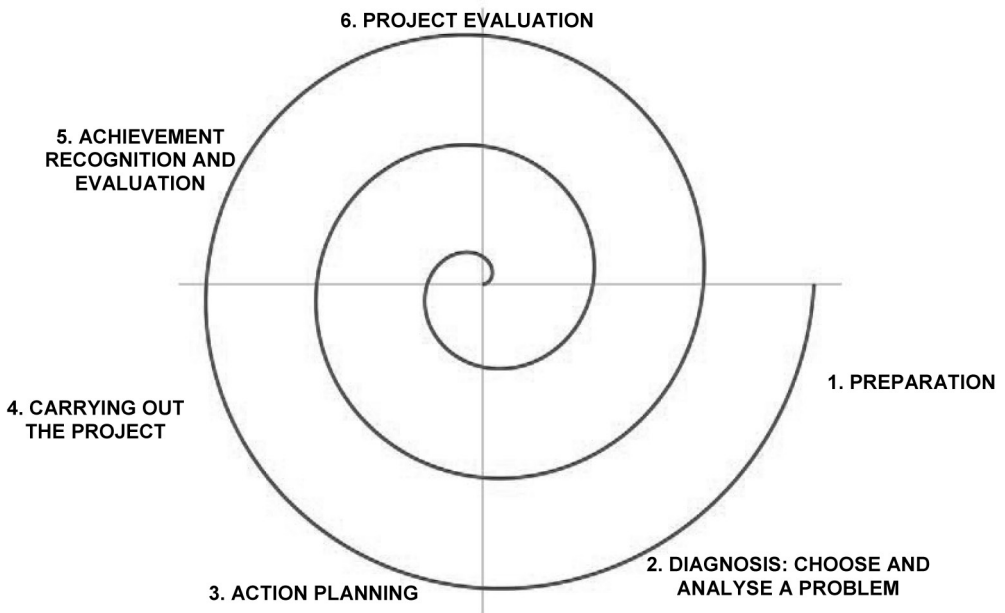 6. PROJECT EVALUATION
5. ACHIEVEMENT
RECOGNITION AND
EVALUATION
1. PREPARATION
4. CARRYING OUT
THE PROJECT
2. DIAGNOSIS: CHOOSE AND
ANALYSE A PROBLEM
3. ACTION PLANNING